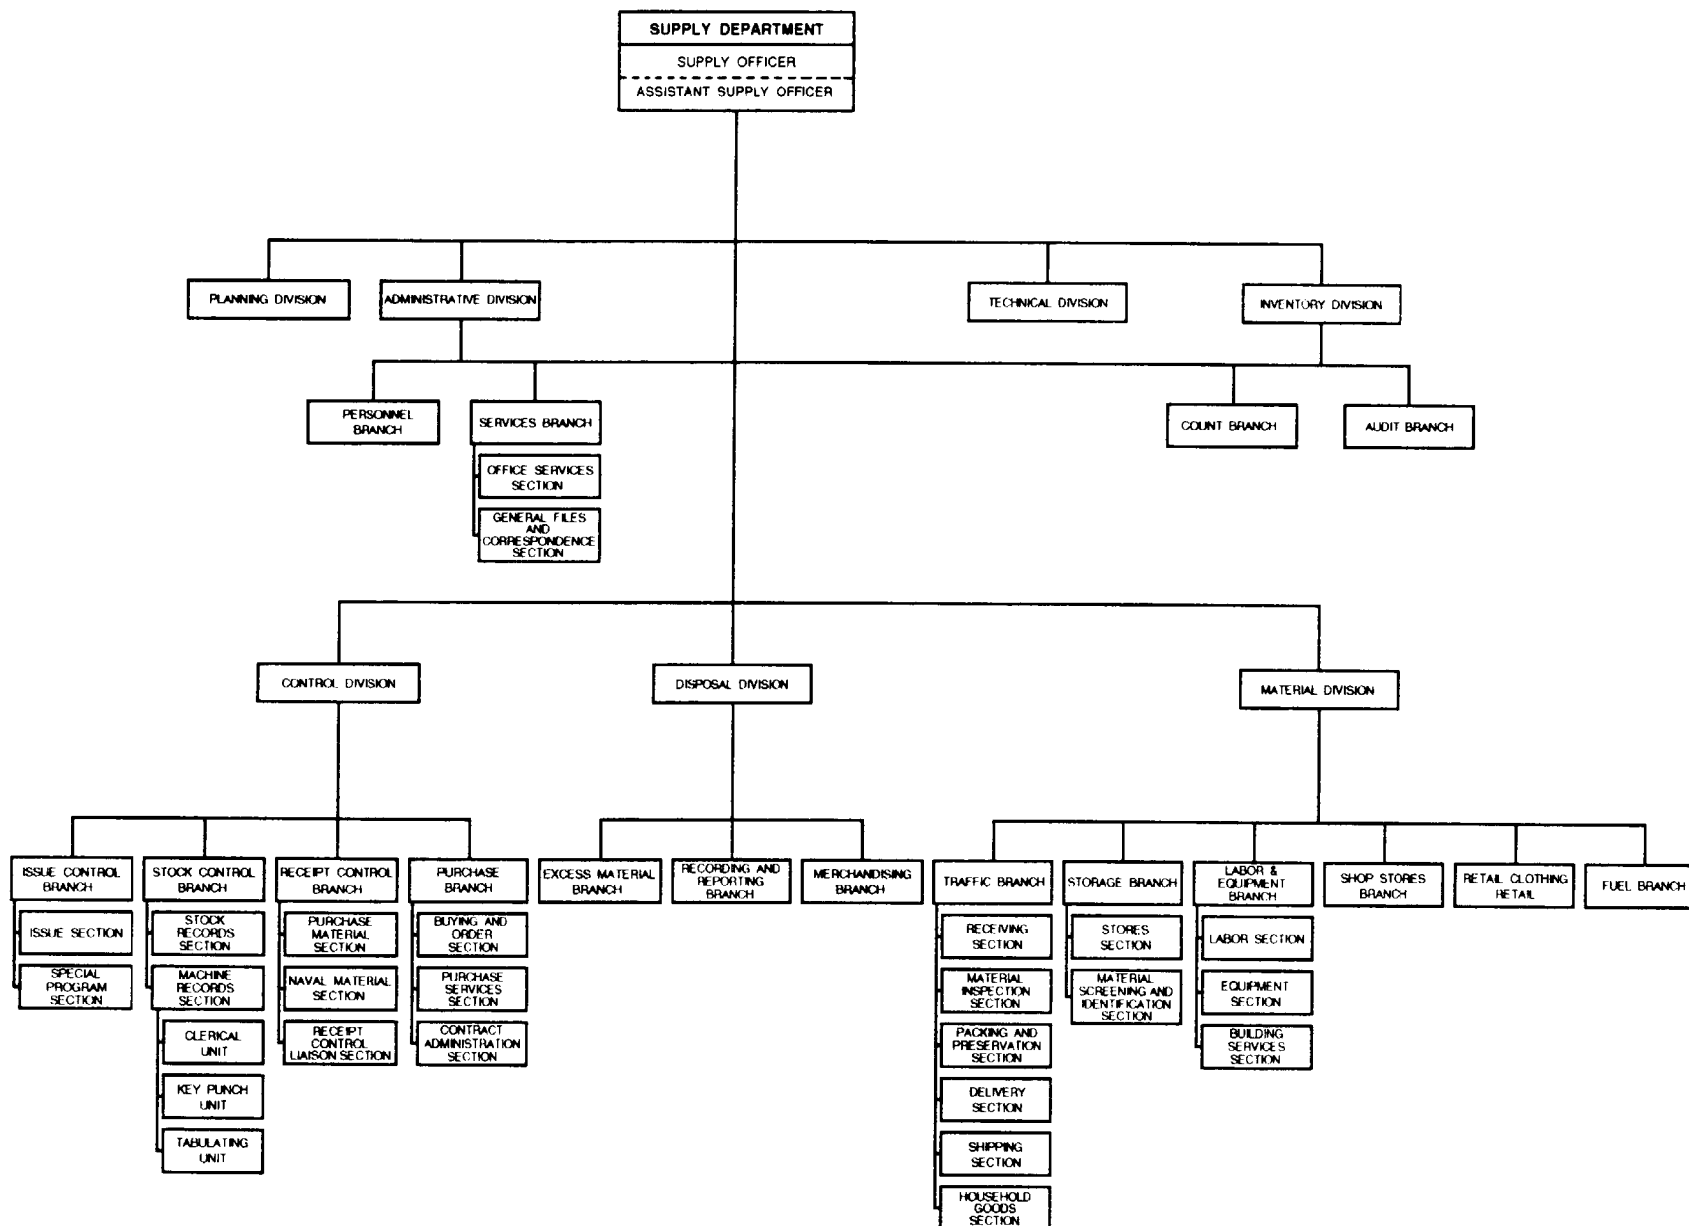 SUPPLY DEPARTMENT
SUPPLY OFFICER
ASSISTANT SUPPLY OFFICER
PLANNING DIVISION
ADMINISTRATIVE DIVISION
TECHNICAL DIVISION
INVENTORY DIVISION
PERSONNEL
BRANCH
SERVICES BRANCH
OFFICE SERVICES
SECTION
GENERAL FILES
AND
CORRESPONDENCE
SECTION
COUNT BRANCH
AUDIT BRANCH
CONTROL DIVISION
DISPOSAL DIVISION
MATERIAL DIVISION
ISSUE CONTROL
BRANCH
ISSUE SECTION
SPECIAL
PROGRAM
SECTION
STOCK CONTROL
BRANCH
STOCK
RECORDS
SECTION
MACHINE
RECORDS
SECTION
CLERICAL
UNIT
KEY PUNCH
UNIT
TABULATING
UNIT
RECEIPT CONTROL
BRANCH
PURCHASE
MATERIAL
SECTION
NAVAL MATERIAL
SECTION
RECEIPT
CONTROL
LIAISON SECTION
PURCHASE
BRANCH
BUYING AND
ORDER
SECTION
PURCHASE
SERVICES
SECTION
CONTRACT
ADMINISTRATION
SECTION
EXCESS MATERIAL
BRANCH
RECORDING AND
REPORTING
BRANCH
MERCHANDISING
BRANCH
TRAFFIC BRANCH
RECEIVING
SECTION
MATERIAL
INSPECTION
SECTION
PACKING AND
PRESERVATION
SECTION
DELIVERY
SECTION
SHIPPING
SECTION
HOUSEHOLD
GOODS
SECTION
STORAGE BRANCH
STORES
SECTION
MATERIAL
SCREENING AND
IDENTIFICATION
SECTION
LABOR &
EQUIPMENT
BRANCH
LABOR SECTION
EQUIPMENT
SECTION
BUILDING
SERVICES
SECTION
SHOP STORES
BRANCH
RETAIL CLOTHING
RETAIL
FUEL BRANCH